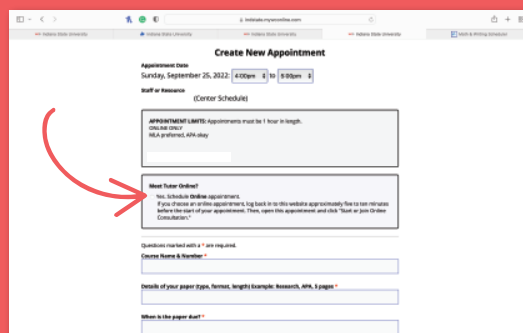 indstate.mywconline.com
Indiana State University
Indiana State University
Indiana State University
Indiana State University
Math & Writing Scheduler
Create New Appointment
Appointment Date
Sunday, September 25, 2022: 4:00pm to 5:00pm
Staff or Resource
(Center Schedule)
APPOINTMENT LIMITS: Appointments must be 1 hour in length.
ONLINE ONLY
MLA preferred, APA okay
Meet Tutor Online?
Yes. Schedule Online appointment.
If you choose an online appointment, log back in to this website approximately five to ten minutes
before the start of your appointment. Then, open this appointment and click "Start or Join Online
Consultation."
Questions marked with a * are required.
Course Name & Number *
Details of your paper (type, format, length) Example: Research, APA, 5 pages *
When is the paper due? *